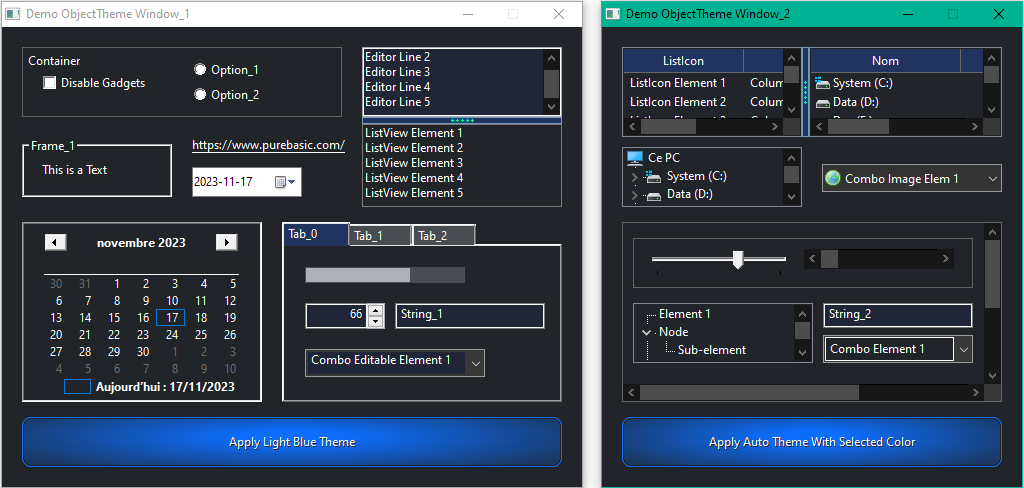 Demo ObjectTheme Window_1
Container
Disable Gadgets
Option_1
Option_2
Editor Line 2
Editor Line 3
Editor Line 4
Editor Line 5
ListView Element 1
ListView Element 2
ListView Element 3
ListView Element 4
ListView Element 5
Frame_1
This is a Text
https://www.purebasic.com/
2023-11-17
novembre 2023
30 31 1 2 3 4 5
6 7 8 9 10 11 12
13 14 15 16 17 18 19
20 21 22 23 24 25 26
27 28 29 30 1 2 3
4 5 6 7 8 9 10
Aujourd'hui : 17/11/2023
Tab_0 Tab_1 Tab_2
66 String_1
Combo Editable Element 1
Apply Light Blue Theme
Demo ObjectTheme Window_2
ListIcon
ListIcon Element 1 Colum
ListIcon Element 2 Colum
Nom
System (C:)
Data (D:)
Ce PC
System (C:)
Data (D:)
Combo Image Elem 1
Element 1
Node
Sub-element
String_2
Combo Element 1
Apply Auto Theme With Selected Color